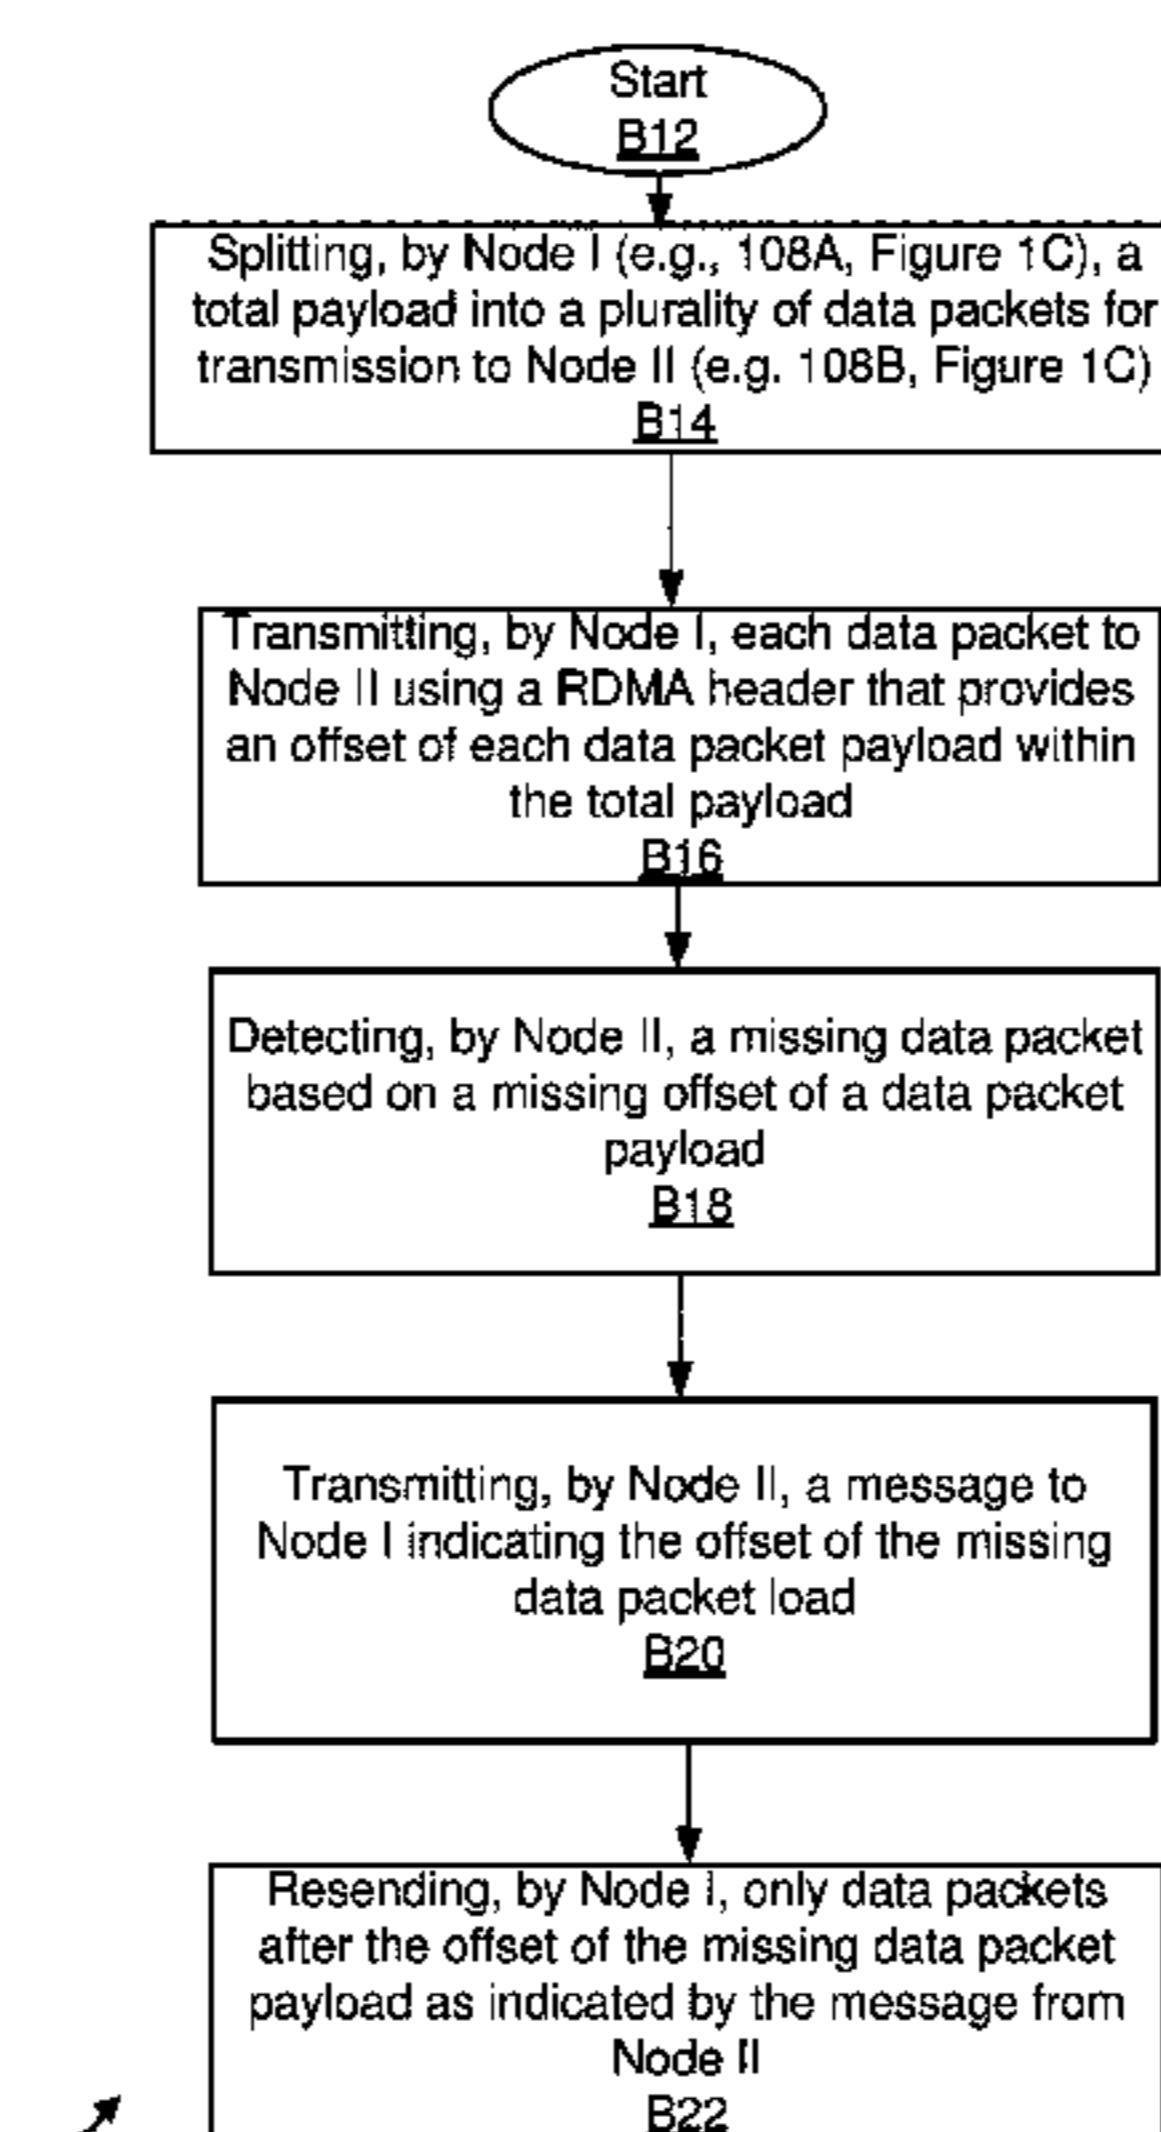 Start
B12
Splitting, by Node I (e.g., 108A, Figure 1C), a
total payload into a plurality of data packets for
transmission to Node II (e.g. 108B, Figure 1C)
B14
Transmitting, by Node I, each data packet to
Node II using a RDMA header that provides
an offset of each data packet payload within
the total payload
B16
Detecting, by Node II, a missing data packet
based on a missing offset of a data packet
payload
B18
Transmitting, by Node II, a message to
Node I indicating the offset of the missing
data packet load
B20
Resending, by Node I, only data packets
after the offset of the missing data packet
payload as indicated by the message from
Node II
B22